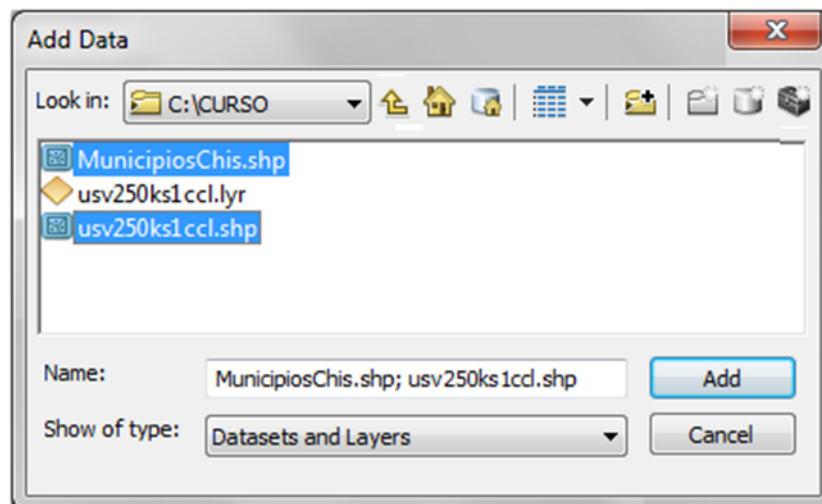 Add Data
Look in: C:\CURSO
MunicipiosChis.shp
usv250ks1ccl.lyr
usv250ks1ccl.shp
Name: MunicipiosChis.shp; usv250ks1ccl.shp Add
Show of type: Datasets and Layers Cancel